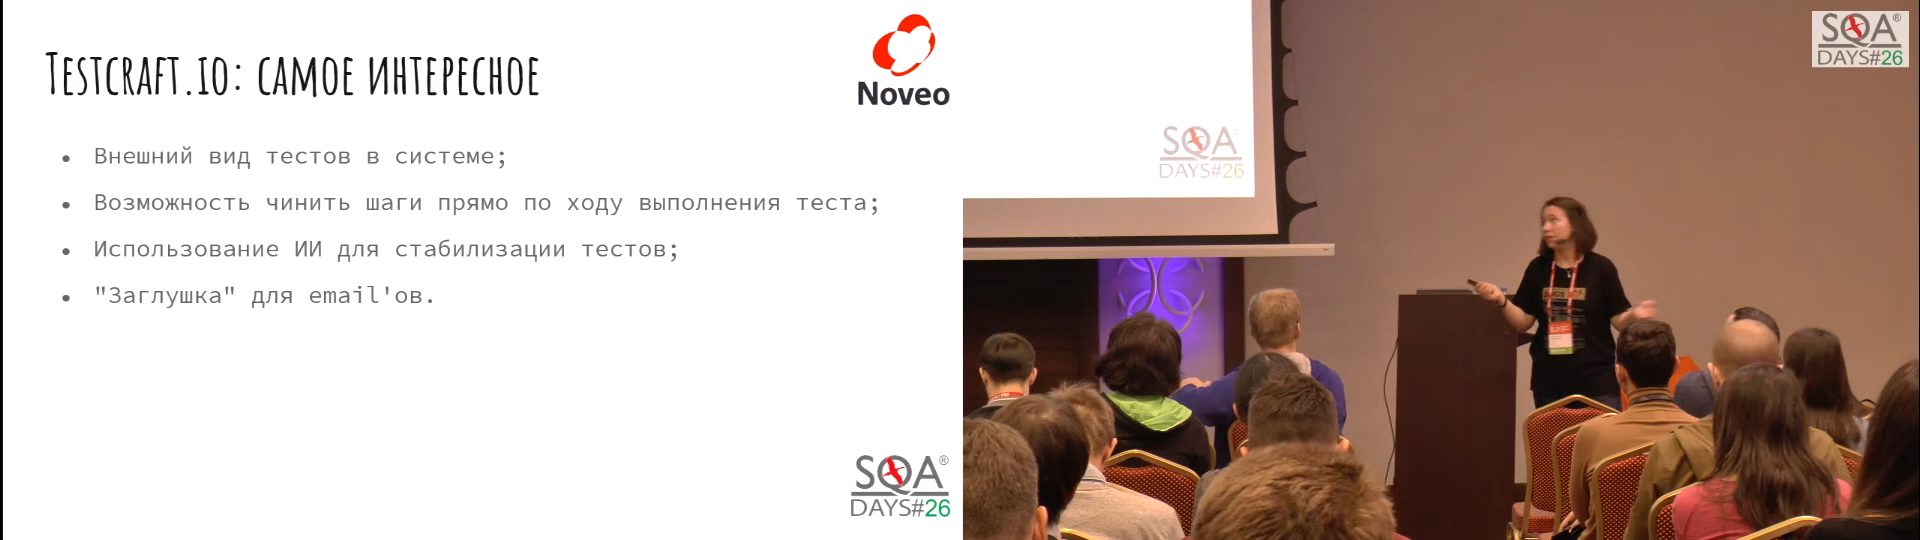 Testcraft.io: самое интересное
Noveo
• Внешний вид тестов в системе;
• Возможность чинить шаги прямо по ходу выполнения теста;
• Использование ИИ для стабилизации тестов;
• "Заглушка" для email'ов.
SQA®
DAYS#26
SQA
DAYS#26
SQA®
DAYS#26